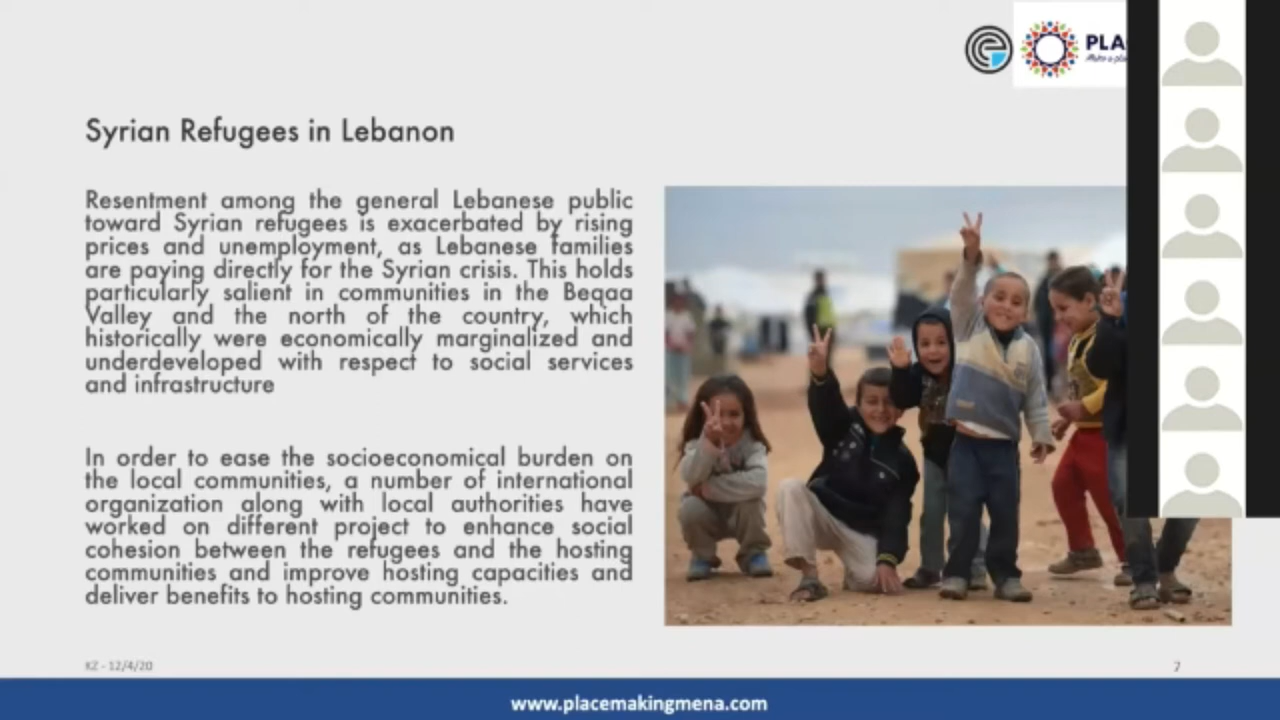 PLA
Syrian Refugees in Lebanon
Resentment among the general Lebanese public
toward Syrian refugees is exacerbated by rising
prices and unemployment, as Lebanese families
are paying directly for the Syrian crisis. This holds
particularly salient in communities in the Beqaa
Valley and the north of the country, which
historically were economically marginalized and
underdeveloped with respect to social services
and infrastructure
In order to ease the socioeconomical burden on
the local communities, a number of international
organization along with local authorities have
worked on different project to enhance social
cohesion between the refugees and the hosting
communities and improve hosting capacities and
deliver benefits to hosting communities.
KZ - 12/4/20
7
www.placemakingmena.com